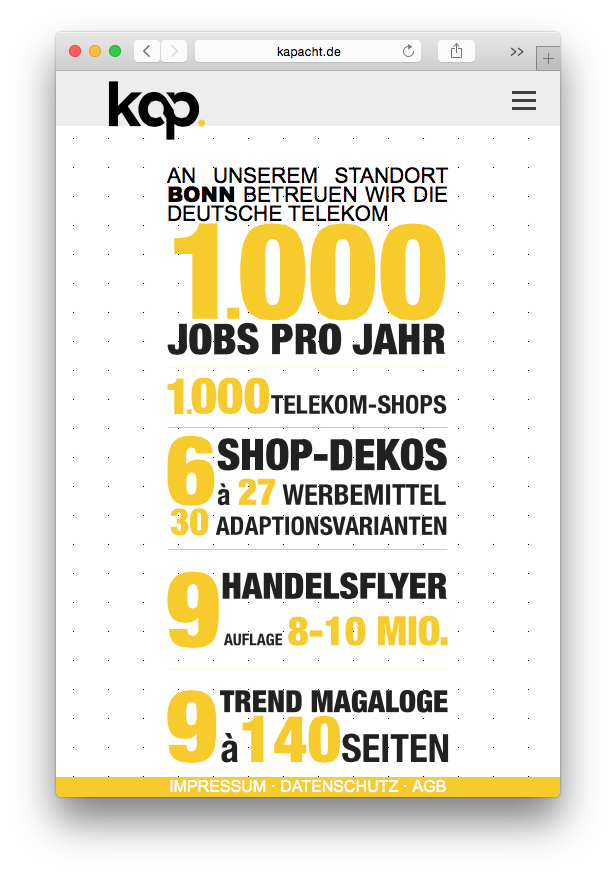 kapacht.de
kap.
AN UNSEREM STANDORT
BONN BETREUEN WIR DIE
DEUTSCHE TELEKOM
1.000
JOBS PRO JAHR
1.000 TELEKOM-SHOPS
6 SHOP-DEKOS
à 27 WERBEMITTEL
30 ADAPTIONSVARIANTEN
9 HANDELSFLYER
AUFLAGE 8-10 MIO.
9 TREND MAGALOGE
à 140 SEITEN
IMPRESSUM · DATENSCHUTZ · AGB